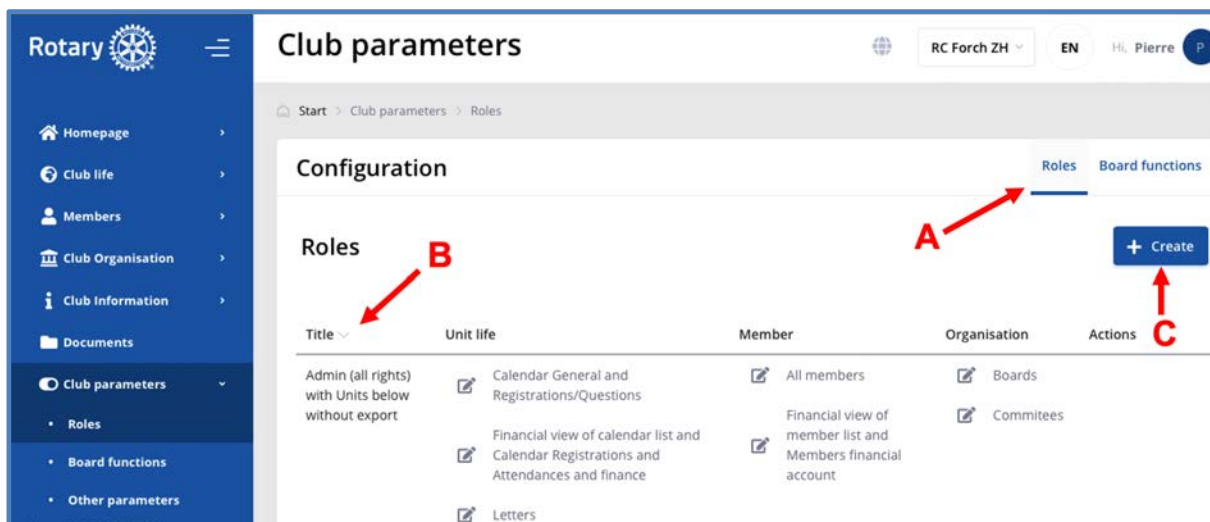 Rotary
Club parameters
RC Forch ZH
EN
Hi, Pierre
P
Start > Club parameters > Roles
Homepage
Club life
Members
Club Organisation
Club Information
Documents
Club parameters
Roles
Board functions
Other parameters
Configuration
Roles
Board functions
A
Roles
B
+ Create
C
Title
Unit life
Member
Organisation
Actions
Admin (all rights)
with Units below
without export
Calendar General and
Registrations/Questions
Financial view of calendar list and
Calendar Registrations and
Attendances and finance
Letters
All members
Financial view of
member list and
Members financial
account
Boards
Commitees